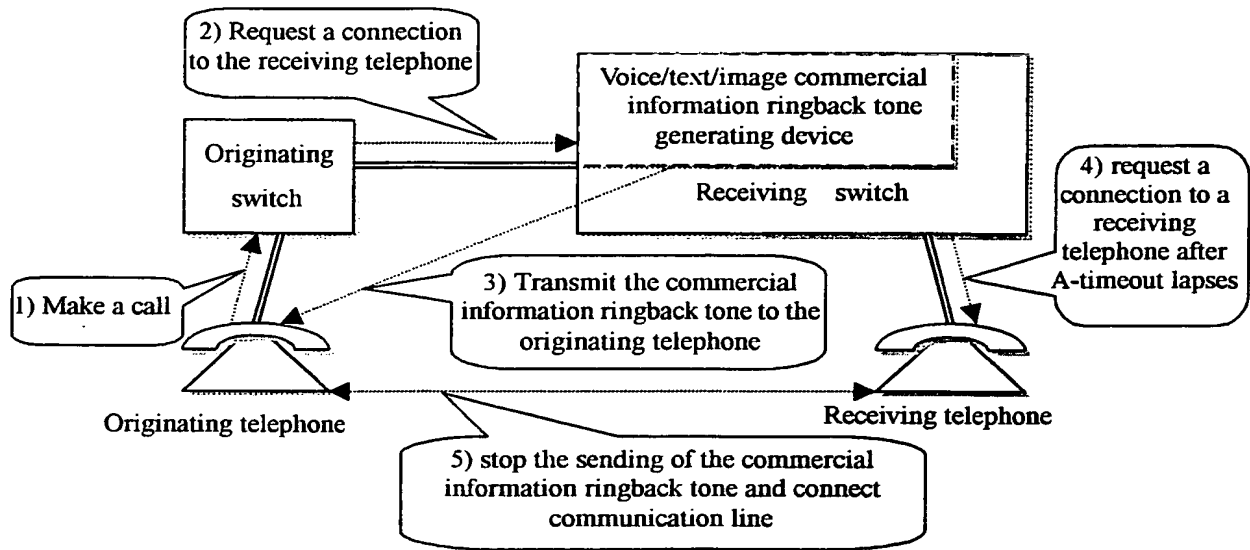 2) Request a connection
to the receiving telephone
Voice/text/image commercial
information ringback tone
generating device
Originating
switch
Receiving switch
4) request a
connection to a
receiving
telephone after
A-timeout lapses
1) Make a call
3) Transmit the commercial
information ringback tone to the
originating telephone
Originating telephone
Receiving telephone
5) stop the sending of the commercial
information ringback tone and connect
communication line